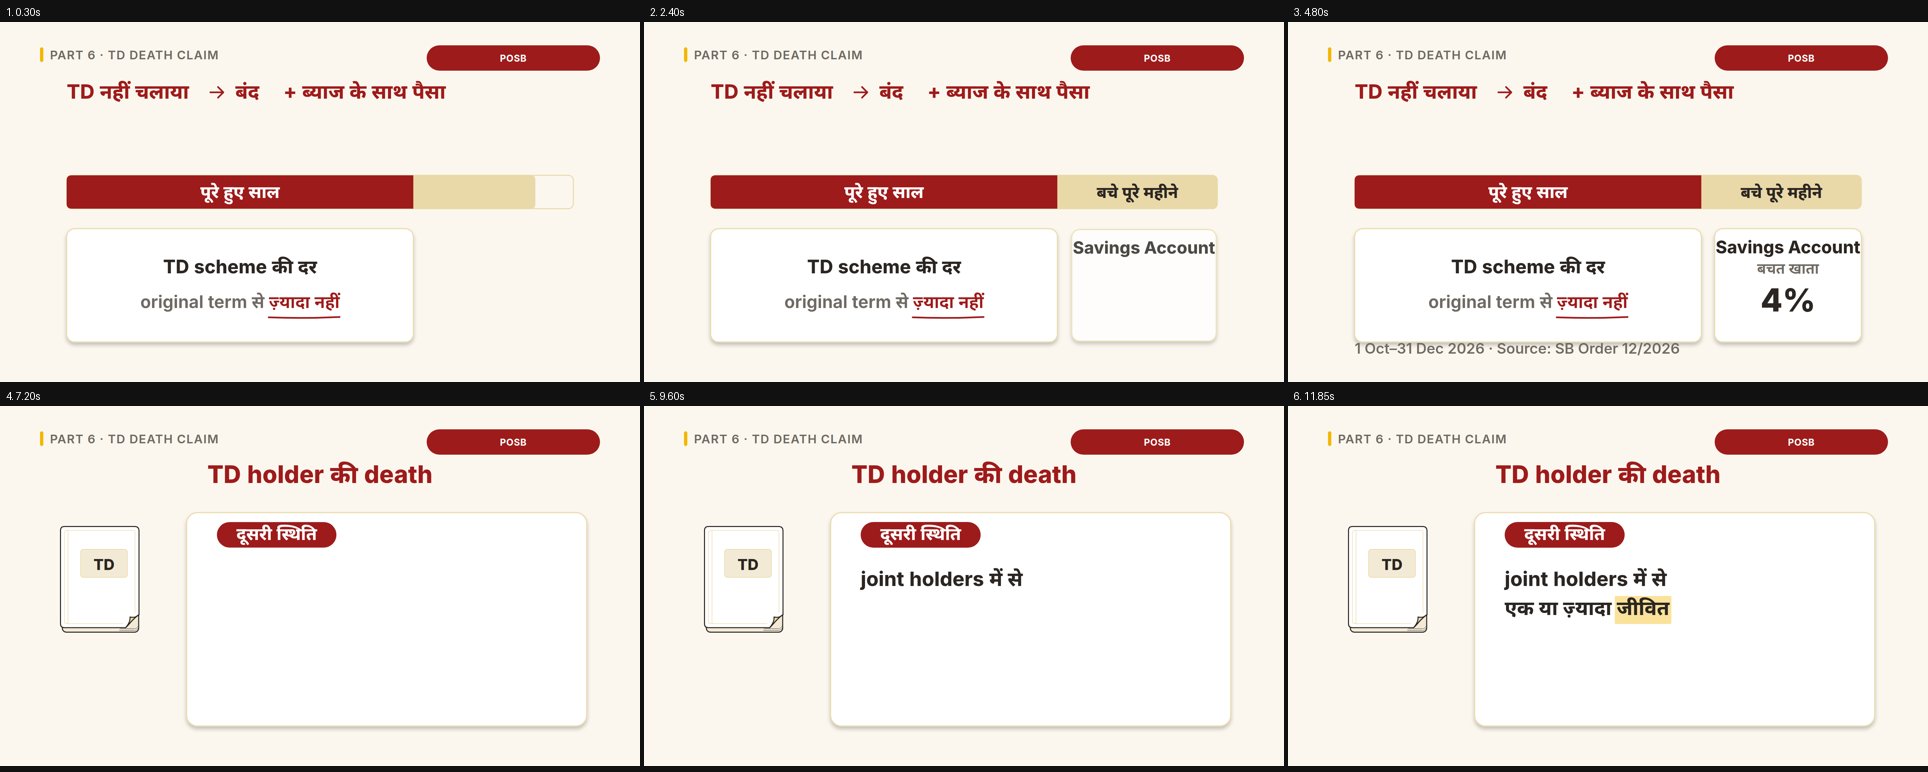 1. 0.30s
PART 6 · TD DEATH CLAIM
POSB
TD नहीं चलाया → बंद + ब्याज के साथ पैसा
पूरे हुए साल
TD scheme की दर
original term से ज़्यादा नहीं
2. 2.40s
PART 6 · TD DEATH CLAIM
POSB
TD नहीं चलाया → बंद + ब्याज के साथ पैसा
पूरे हुए साल
बचे पूरे महीने
TD scheme की दर
original term से ज़्यादा नहीं
Savings Account
3. 4.80s
PART 6 · TD DEATH CLAIM
POSB
TD नहीं चलाया → बंद + ब्याज के साथ पैसा
पूरे हुए साल
बचे पूरे महीने
TD scheme की दर
original term से ज़्यादा नहीं
Savings Account
बचत खाता
4%
1 Oct–31 Dec 2026 · Source: SB Order 12/2026
4. 7.20s
PART 6 · TD DEATH CLAIM
POSB
TD holder की death
TD
दूसरी स्थिति
5. 9.60s
PART 6 · TD DEATH CLAIM
POSB
TD holder की death
TD
दूसरी स्थिति
joint holders में से
6. 11.85s
PART 6 · TD DEATH CLAIM
POSB
TD holder की death
TD
दूसरी स्थिति
joint holders में से
एक या ज़्यादा जीवित